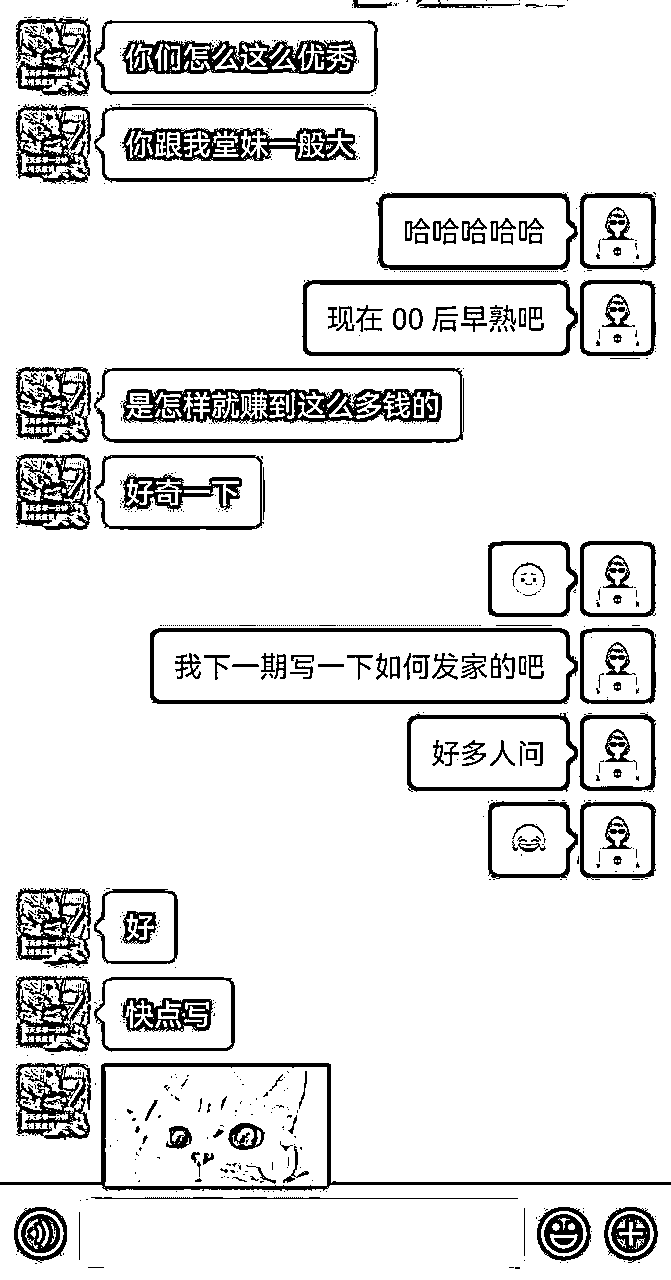 你们怎么这么优秀
你跟我堂妹一般大
哈哈哈哈哈
现在 00 后早熟吧
是怎样就赚到这么多钱的
好奇一下
我下一期写一下如何发家的吧
好多人问
好
快点写